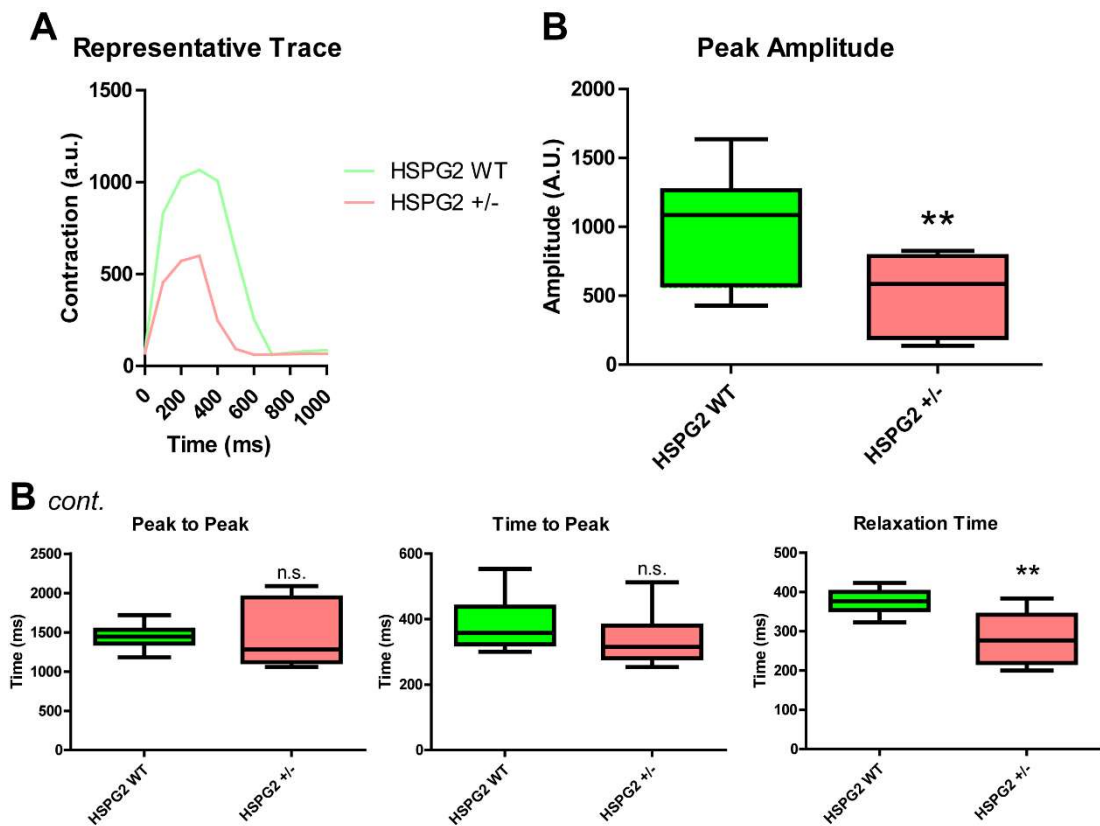 A
Representative Trace
1500
1000
500
0
Contraction (a.u.)
0
200
400
600
800
1000
Time (ms)
HSPG2 WT
HSPG2 +/-
B
Peak Amplitude
2000
1500
1000
500
0
Amplitude (A.U.)
**
HSPG2 WT
HSPG2 +/-
B cont.
Peak to Peak
2500
2000
1500
1000
500
0
Time (ms)
n.s.
HSPG2 WT
HSPG2 +/-
Time to Peak
600
400
200
0
Time (ms)
n.s.
HSPG2 WT
HSPG2 +/-
Relaxation Time
500
400
300
200
100
0
Time (ms)
**
HSPG2 WT
HSPG2 +/-